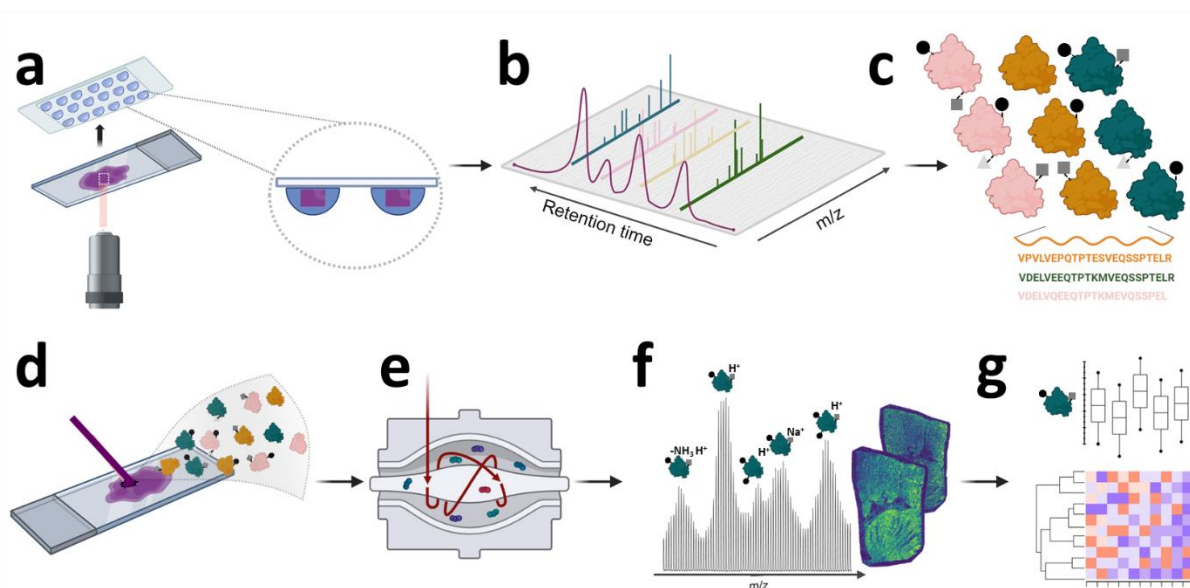 a
b
c
Retention time
m/z
VPVLVEPQTPTESVEQSSPTELR
VDELVEEQTPTKMVEQSSPTELR
VDELVQEEQTPTKMEVQSSPEL
d
e
f
g
-NH₃ H⁺
H⁺
H⁺
Na⁺
H⁺
m/z